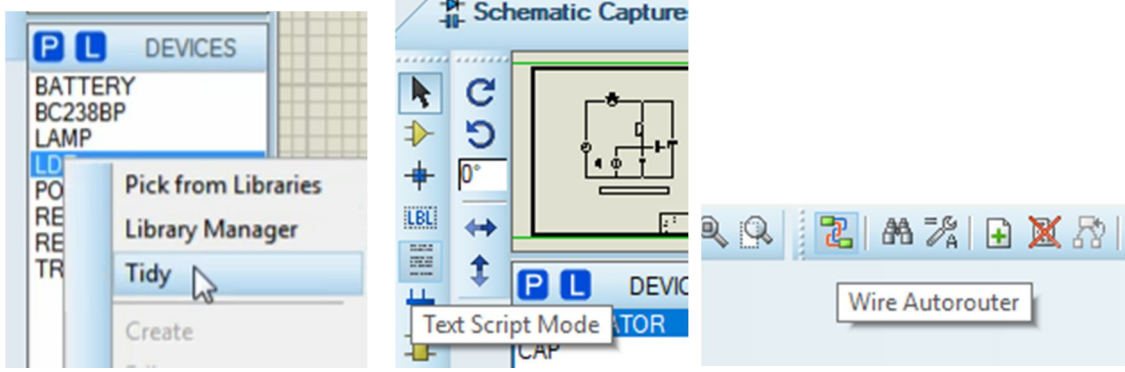 P L DEVICES
BATTERY
BC238BP
LAMP
LD
PO
RE
RE
TR
Pick from Libraries
Library Manager
Tidy
Create
Schematic Capture
0°
LBL
P L DEVIC
Text Script Mode
ATOR
CAP
Wire Autorouter